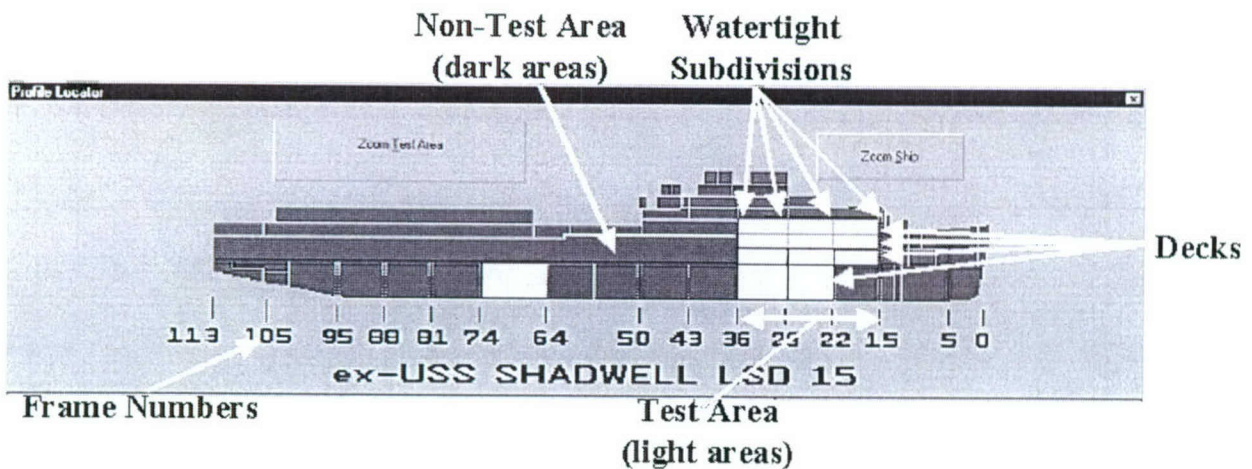 Non-Test Area
(dark areas)
Watertight
Subdivisions
Profile Locator
Zoom Test Area
Zoom Ship
Decks
113 105 95 88 81 74 64 50 43 36 29 22 15 5 0
ex-USS SHADWELL LSD 15
Frame Numbers
Test Area
(light areas)